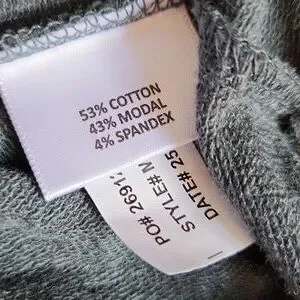 53% COTTON
43% MODAL
4% SPANDEX
PO# 2691
STYLE# M
DATE# 25